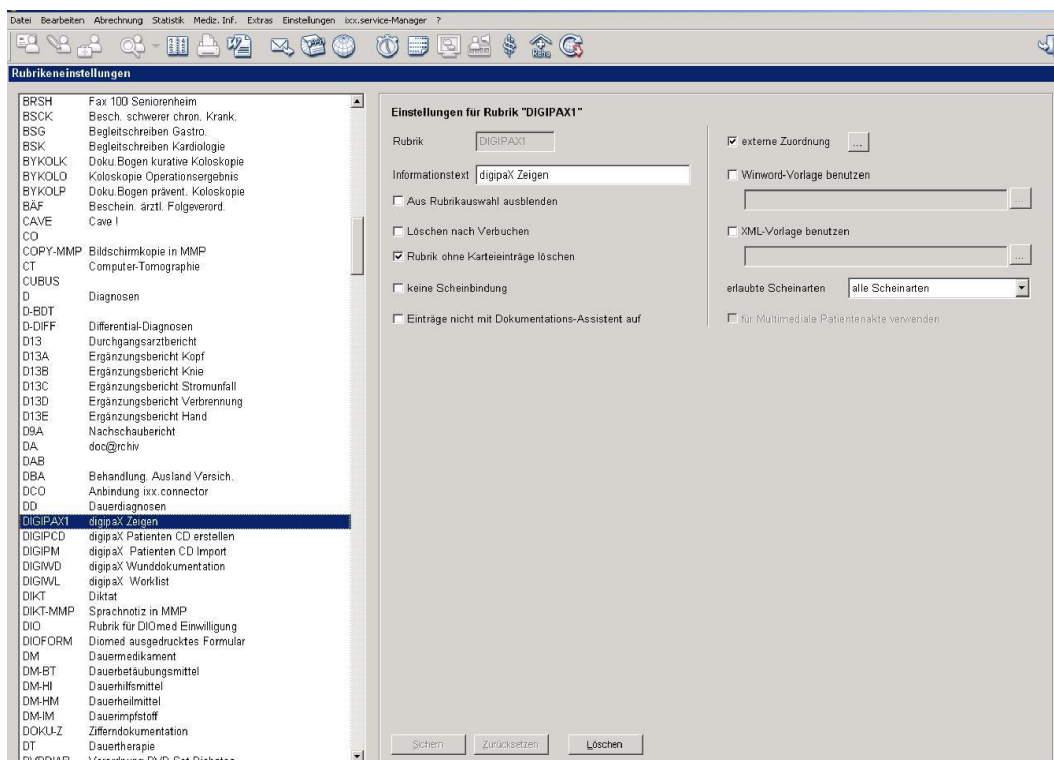 Datei Bearbeiten Abrechnung Statistik Mediz. Inf. Extras Einstellungen ixx.service-Manager ?
Rubrikeneinstellungen
BRSH Fax 100 Seniorenheim
BSCK Besch. schwerer chron. Krank.
BSG Begleitschreiben Gastro.
BSK Begleitschreiben Kardiologie
BYKOLK Doku.Bogen kurative Koloskopie
BYKOLO Koloskopie Operationsergebnis
BYKOLP Doku.Bogen prävent. Koloskopie
BÄF Beschein. ärztl. Folgeverord.
CAVE Cave !
CO
COPY-MMP Bildschirmkopie in MMP
CT Computer-Tomographie
CUBUS
D Diagnosen
D-BDT
D-DIFF Differential-Diagnosen
D13 Durchgangsarztbericht
D13A Ergänzungsbericht Kopf
D13B Ergänzungsbericht Knie
D13C Ergänzungsbericht Stromunfall
D13D Ergänzungsbericht Verbrennung
D13E Ergänzungsbericht Hand
D9A Nachschaubericht
DA doc@rchiv
DAB
DBA Behandlung. Ausland Versich.
DCO Anbindung ixx.connector
DD Dauerdiagnosen
DIGIPAX1 digipaX Zeigen
DIGIPCD digipaX Patienten CD erstellen
DIGIPM digipaX Patienten CD Import
DIGIWD digipaX Wunddokumentation
DIGIWL digipaX Worklist
DIKT Diktat
DIKT-MMP Sprachnotiz in MMP
DIO Rubrik für DIOmed Einwilligung
DIOFORM Diomed ausgedrucktes Formular
DM Dauermedikament
DM-BT Dauerbetäubungsmittel
DM-HI Dauerhilfsmittel
DM-HM Dauerheilmittel
DM-IM Dauerimpfstoff
DOKU-Z Zifferndokumentation
DT Dauertherapie
Einstellungen für Rubrik "DIGIPAX1"
Rubrik DIGIPAX1
Informationstext digipaX Zeigen
Aus Rubrikauswahl ausblenden
Löschen nach Verbuchen
Rubrik ohne Karteieinträge löschen
keine Scheinbindung
Einträge nicht mit Dokumentations-Assistent auf
externe Zuordnung ...
Winword-Vorlage benutzen
...
XML-Vorlage benutzen
...
erlaubte Scheinarten alle Scheinarten
für Multimediale Patientenakte verwenden
Sichern Zurücksetzen Löschen